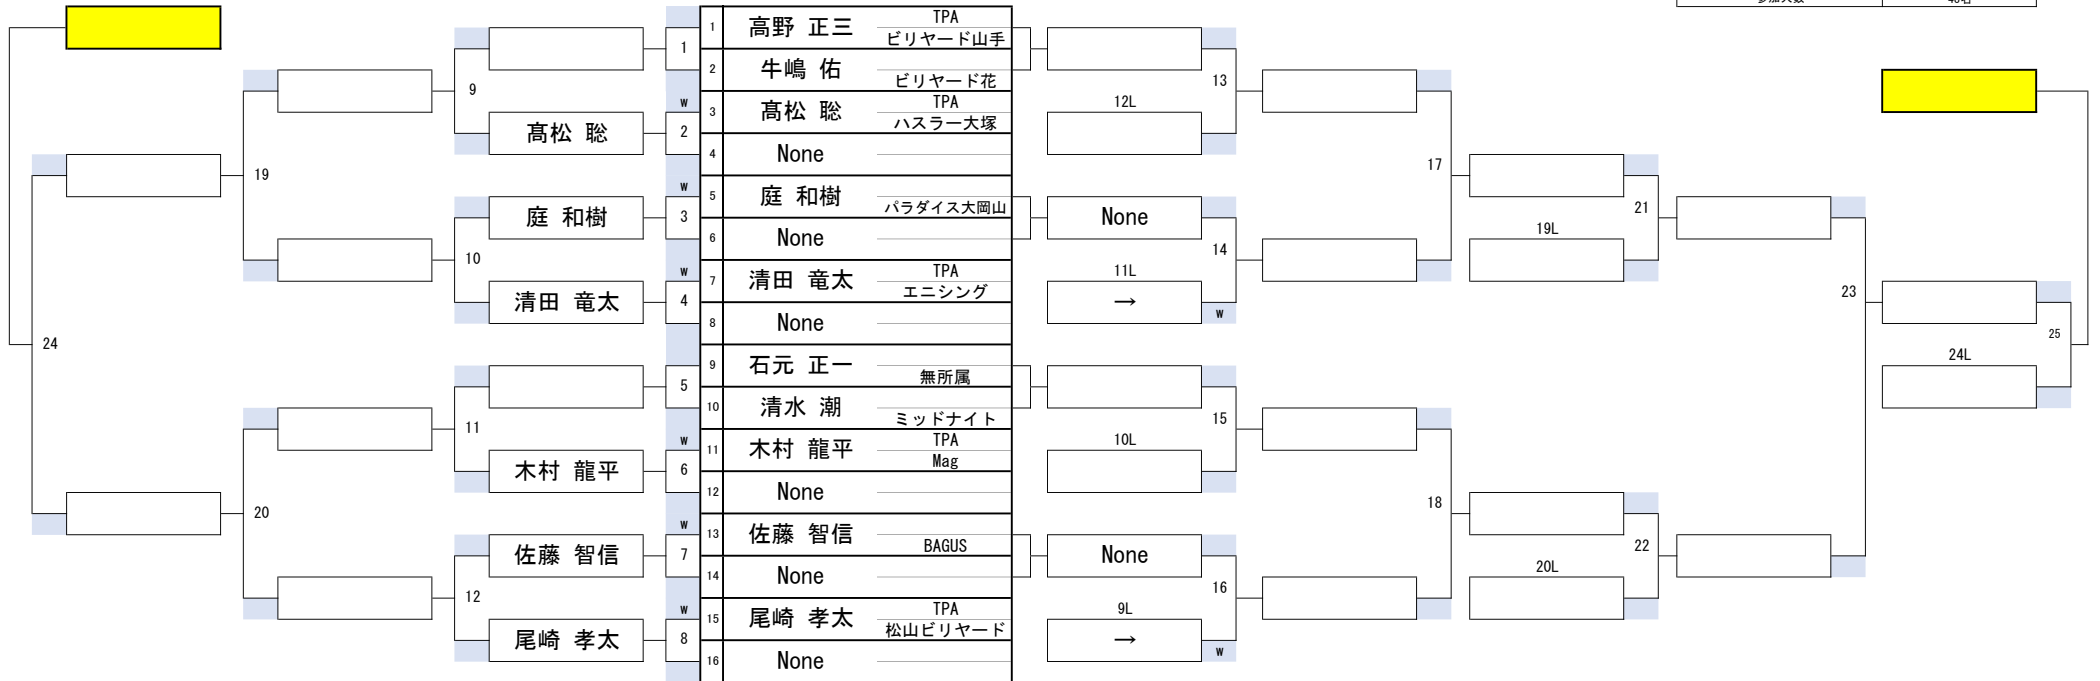 参加人数
40名
W
1 高野 正三 TPA
ビリヤード山手
1
2 牛嶋 佑 ビリヤード花
9
13
W
3 髙松 聡 TPA
ハスラー大塚
12L
髙松 聡
2
4 None
19
17
W
5 庭 和樹 パラダイス大岡山
庭 和樹
3
None
21
6 None
19L
10
14
W
7 清田 竜太 TPA
エニシング
11L
清田 竜太
4
→
W
8 None
23
24
25
24L
9 石元 正一 無所属
5
10 清水 潮 ミッドナイト
11
15
W
11 木村 龍平 TPA
Mag
10L
木村 龍平
6
12 None
20
18
W
13 佐藤 智信 BAGUS
佐藤 智信
7
None
22
14 None
20L
12
16
W
15 尾崎 孝太 TPA
松山ビリヤード
9L
尾崎 孝太
8
→
W
16 None